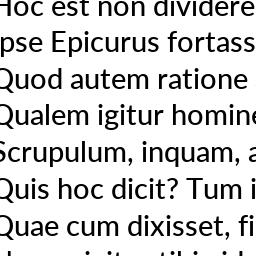 Hoc est non dividere
pse Epicurus fortass
Quod autem ratione
Qualem igitur homine
Scrupulum, inquam, a
Quis hoc dicit? Tum i
Quae cum dixisset, fi